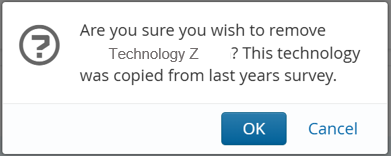 Are you sure you wish to remove
Technology Z ? This technology
was copied from last years survey.
OK Cancel